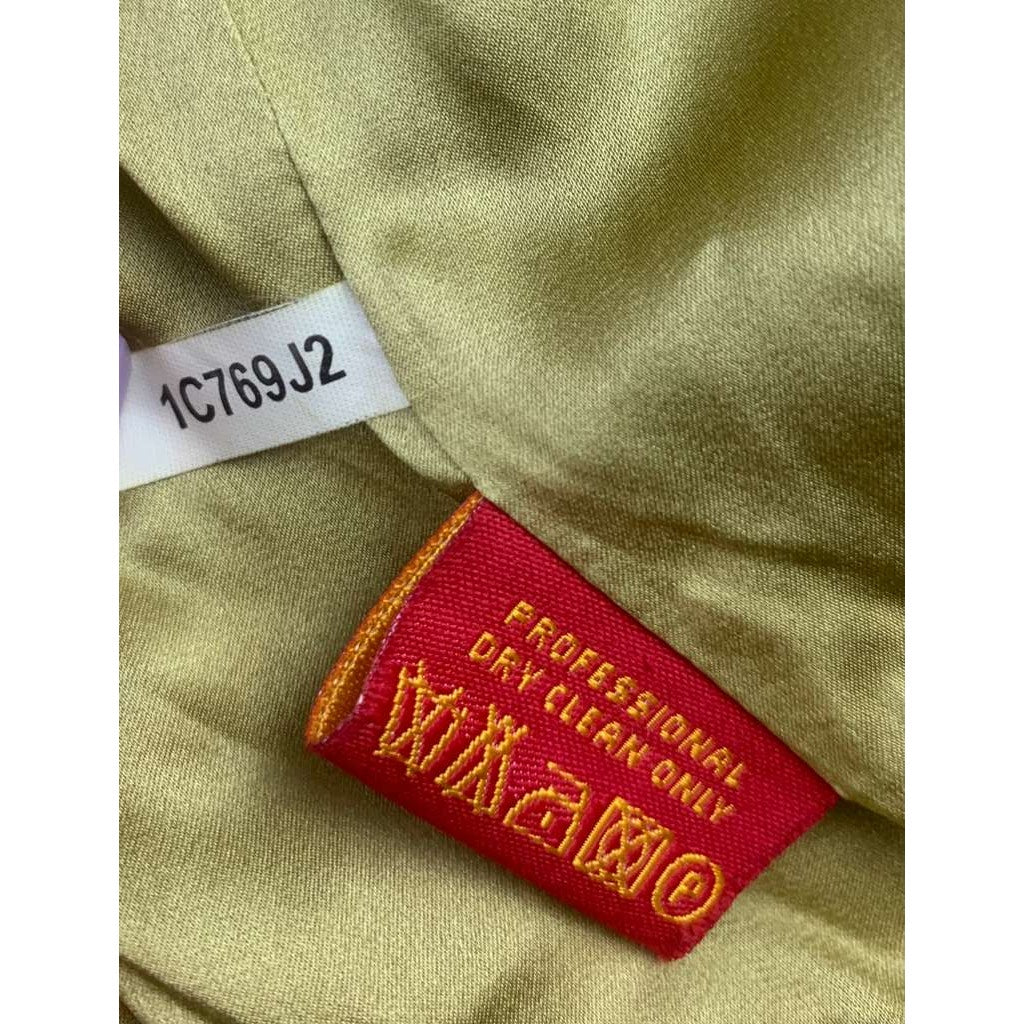 1C769J2
PROFESSIONAL
DRY CLEAN ONLY
P